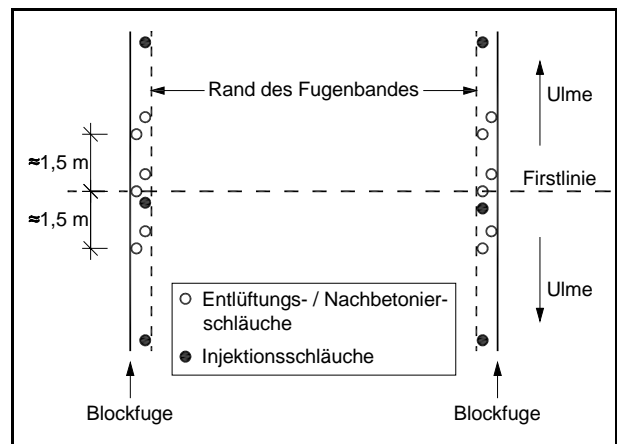 Rand des Fugenbandes
Ulme
≈1,5 m
Firstlinie
≈1,5 m
Entlüftungs- / Nachbetonier-
schläuche
Ulme
Injektionsschläuche
Blockfuge
Blockfuge